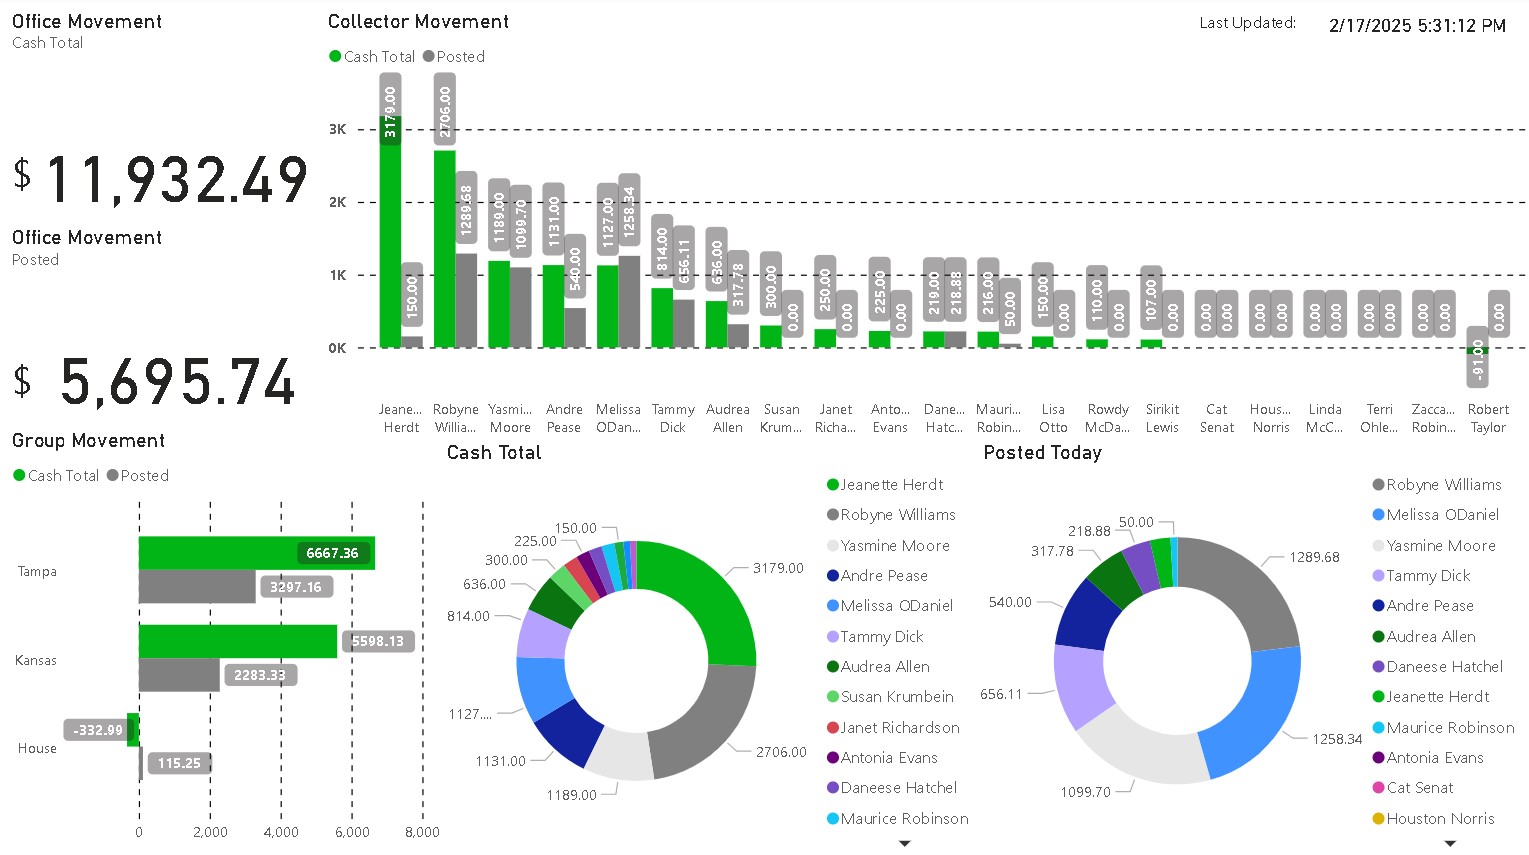 Office Movement
Cash Total
$ 11,932.49
Office Movement
Posted
$ 5,695.74
Collector Movement
Last Updated: 2/17/2025 5:31:12 PM
Cash Total Posted
3K
2K
1K
0K
3179.00 150.00 2706.00 1289.68 1189.00 1099.70 1131.00 540.00 1127.00 1258.34 814.00 656.11 636.00 317.78 300.00 0.00 250.00 0.00 225.00 0.00 219.00 218.88 216.00 50.00 150.00 0.00 110.00 0.00 107.00 0.00 0.00 0.00 0.00 0.00 0.00 0.00 0.00 0.00 0.00 0.00 -91.00 0.00
Jeane... Robyne Yasmi... Andre Melissa Tammy Audrea Susan Janet Anto... Dane... Mauri... Lisa Rowdy Sirikit Cat Hous... Linda Terri Zacca... Robert
Herdt Willia... Moore Pease ODan... Dick Allen Krum... Richa... Evans Hatc... Robin... Otto McDa... Lewis Senat Norris McC... Ohle... Robin... Taylor
Group Movement
Cash Total Posted
Tampa
6667.36
3297.16
Kansas
5598.13
2283.33
House
-332.99
115.25
0 2,000 4,000 6,000 8,000
Cash Total
3179.00
2706.00
1189.00
1131.00
1127....
814.00
636.00
300.00
225.00
150.00
Jeanette Herdt
Robyne Williams
Yasmine Moore
Andre Pease
Melissa ODaniel
Tammy Dick
Audrea Allen
Susan Krumbein
Janet Richardson
Antonia Evans
Daneese Hatchel
Maurice Robinson
Posted Today
1289.68
1258.34
1099.70
656.11
540.00
317.78
218.88
50.00
Robyne Williams
Melissa ODaniel
Yasmine Moore
Tammy Dick
Andre Pease
Audrea Allen
Daneese Hatchel
Jeanette Herdt
Maurice Robinson
Antonia Evans
Cat Senat
Houston Norris